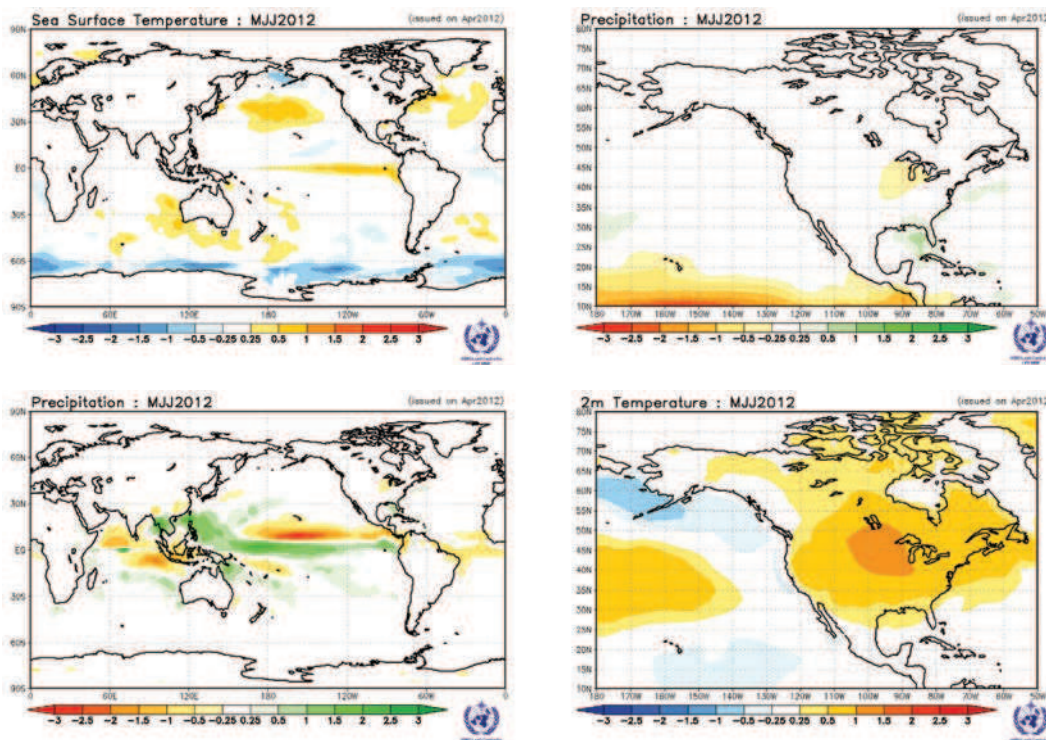 Sea Surface Temperature : MJJ2012 (issued on Apr2012)
90N
60N
30N
EQ
30S
60S
90S
0 60E 120E 180 120W 60W 0
-3 -2.5 -2 -1.5 -1 -0.5 -0.25 0.25 0.5 1 1.5 2 2.5 3
Precipitation : MJJ2012 (issued on Apr2012)
80N
75N
70N
65N
60N
55N
50N
45N
40N
35N
30N
25N
20N
15N
10N
180 170W 160W 150W 140W 130W 120W 110W 100W 90W 80W 70W 60W 50W
-3 -2.5 -2 -1.5 -1 -0.5 -0.25 0.25 0.5 1 1.5 2 2.5 3
Precipitation : MJJ2012 (issued on Apr2012)
90N
60N
30N
EQ
30S
60S
90S
0 60E 120E 180 120W 60W 0
-3 -2.5 -2 -1.5 -1 -0.5 -0.25 0.25 0.5 1 1.5 2 2.5 3
2m Temperature : MJJ2012 (issued on Apr2012)
80N
75N
70N
65N
60N
55N
50N
45N
40N
35N
30N
25N
20N
15N
10N
180 170W 160W 150W 140W 130W 120W 110W 100W 90W 80W 70W 60W 50W
-3 -2.5 -2 -1.5 -1 -0.5 -0.25 0.25 0.5 1 1.5 2 2.5 3